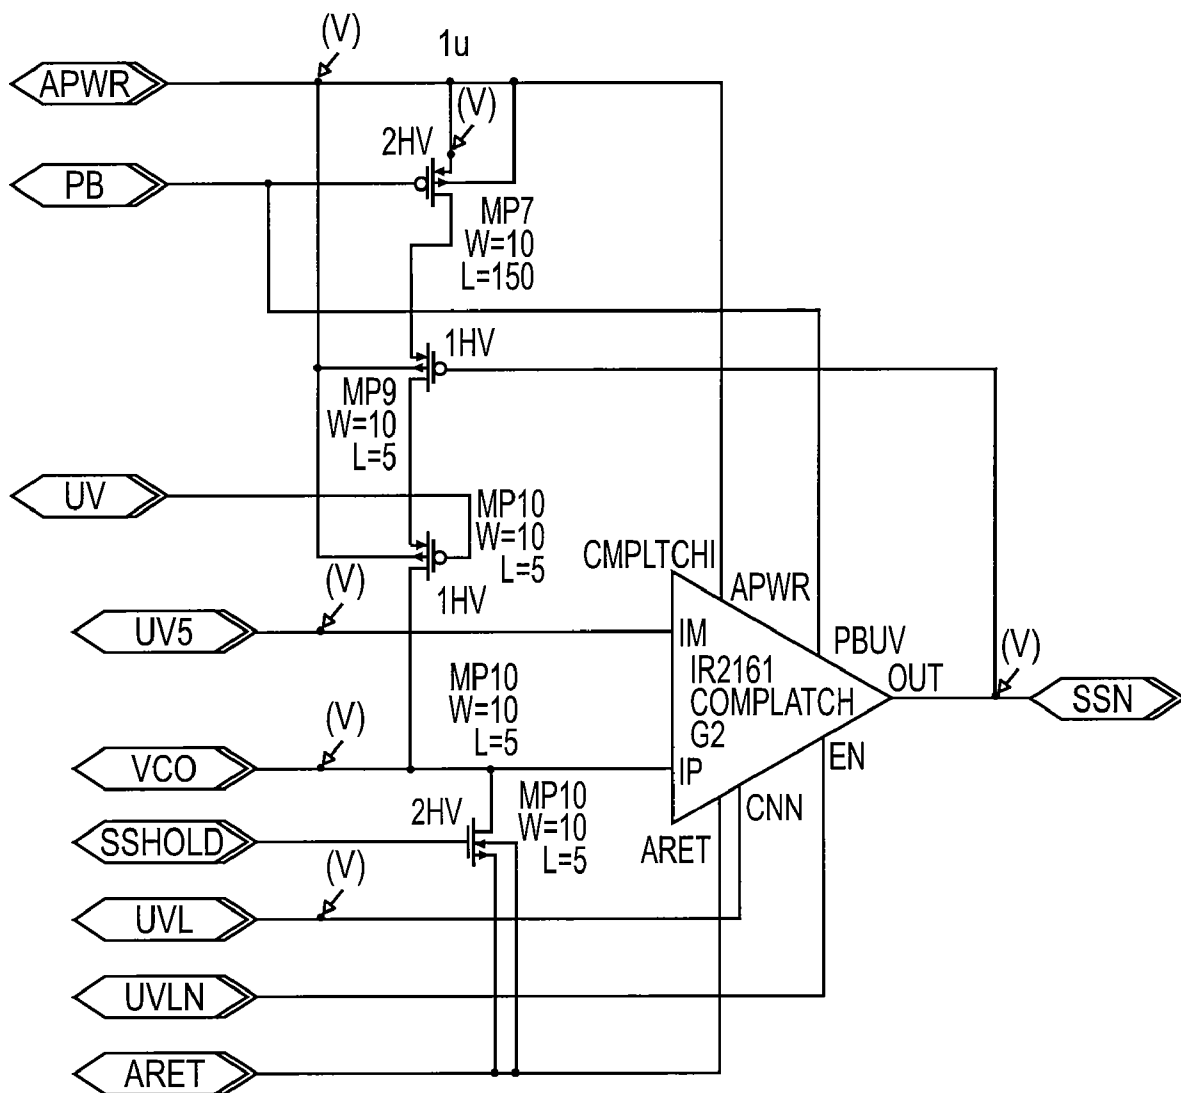 (V)
1u
APWR
(V)
2HV
PB
MP7
W=10
L=150
1HV
MP9
W=10
L=5
UV
MP10
W=10
L=5
CMPLTCHI
(V)
1HV
APWR
UV5
IM
PBUV
(V)
IR2161
COMPLATCH
G2
OUT
SSN
MP10
W=10
L=5
(V)
VCO
IP
EN
CNN
2HV
MP10
W=10
L=5
SSHOLD
ARET
(V)
UVL
UVLN
ARET